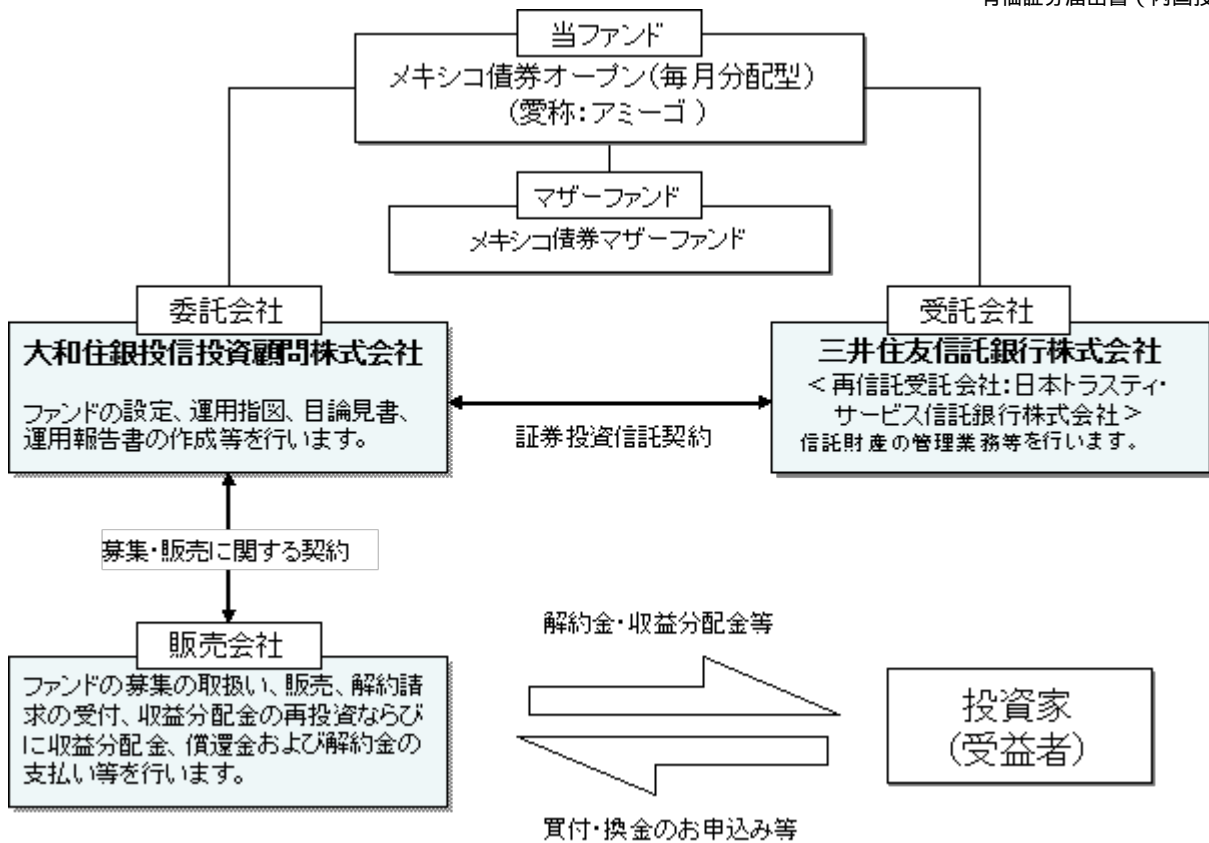 有価証券届出書(内国投
当ファンド
メキシコ債券オープン(毎月分配型)
(愛称:アミーゴ)
マザーファンド
メキシコ債券マザーファンド
委託会社
大和住銀投信投資顧問株式会社
ファンドの設定、運用指図、目論見書、
運用報告書の作成等を行います。
証券投資信託契約
受託会社
三井住友信託銀行株式会社
<再信託受託会社:日本トラスティ・
サービス信託銀行株式会社>
信託財産の管理業務等を行います。
募集・販売に関する契約
販売会社
ファンドの募集の取扱い、販売、解約請
求の受付、収益分配金の再投資ならび
に収益分配金、償還金および解約金の
支払い等を行います。
解約金・収益分配金等
買付・換金のお申込み等
投資家
(受益者)